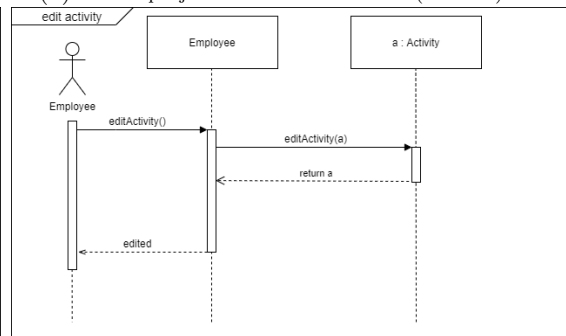 edit activity
Employee
a : Activity
Employee
editActivity()
editActivity(a)
return a
edited